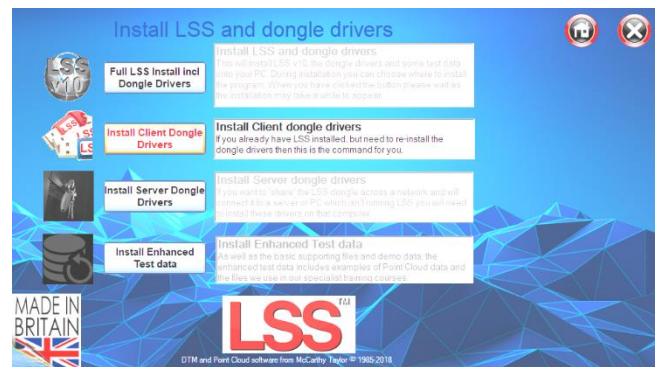 Install LSS and dongle drivers
LSS
v10
Full LSS Install incl
Dongle Drivers
Install LSS and dongle drivers
This will install LSS v10, the dongle drivers and some test data
onto your PC. During installation you can choose where to install
the program. When you have clicked the button please wait as
the installation may take a while to appear.
Install Client Dongle
Drivers
Install Client dongle drivers
If you already have LSS installed, but need to re-install the
dongle drivers then this is the command for you.
Install Server Dongle
Drivers
Install Server dongle drivers
If you want to 'share' the LSS dongle across a network and will
connect it to a server or PC which isn't running LSS you will need
to install these drivers on that computer.
Install Enhanced
Test data
Install Enhanced Test data
As well as the basic supporting files and demo data, the
enhanced test data includes examples of Point Cloud data and
the files we use in our specialist training courses.
MADE IN
BRITAIN
LSS™
DTM and Point Cloud software from McCarthy Taylor © 1985-2018